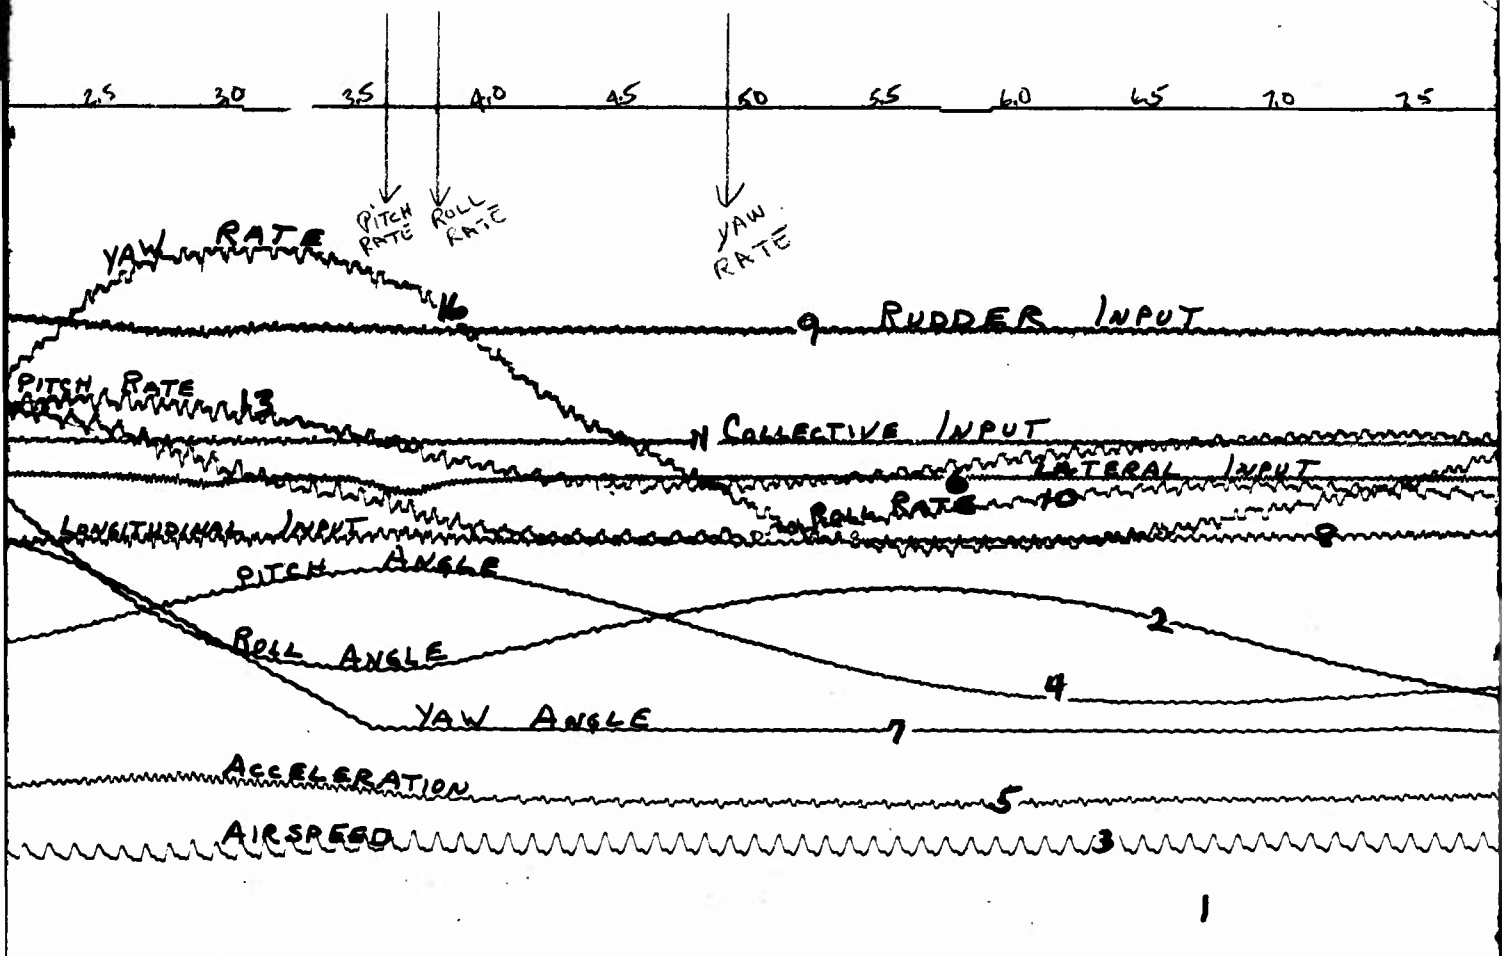 2.5 3.0 3.5 4.0 4.5 5.0 5.5 6.0 6.5 7.0 7.5
PITCH
RATE
ROLL
RATE
YAW
RATE
YAW RATE
16
9 RUDDER INPUT
PITCH RATE
13
11 COLLECTIVE INPUT
6 LATERAL INPUT
ROLL RATE 10
LONGITUDINAL INPUT
8
PITCH ANGLE
2
ROLL ANGLE
4
YAW ANGLE 7
ACCELERATION
5
AIRSPEED 3
1